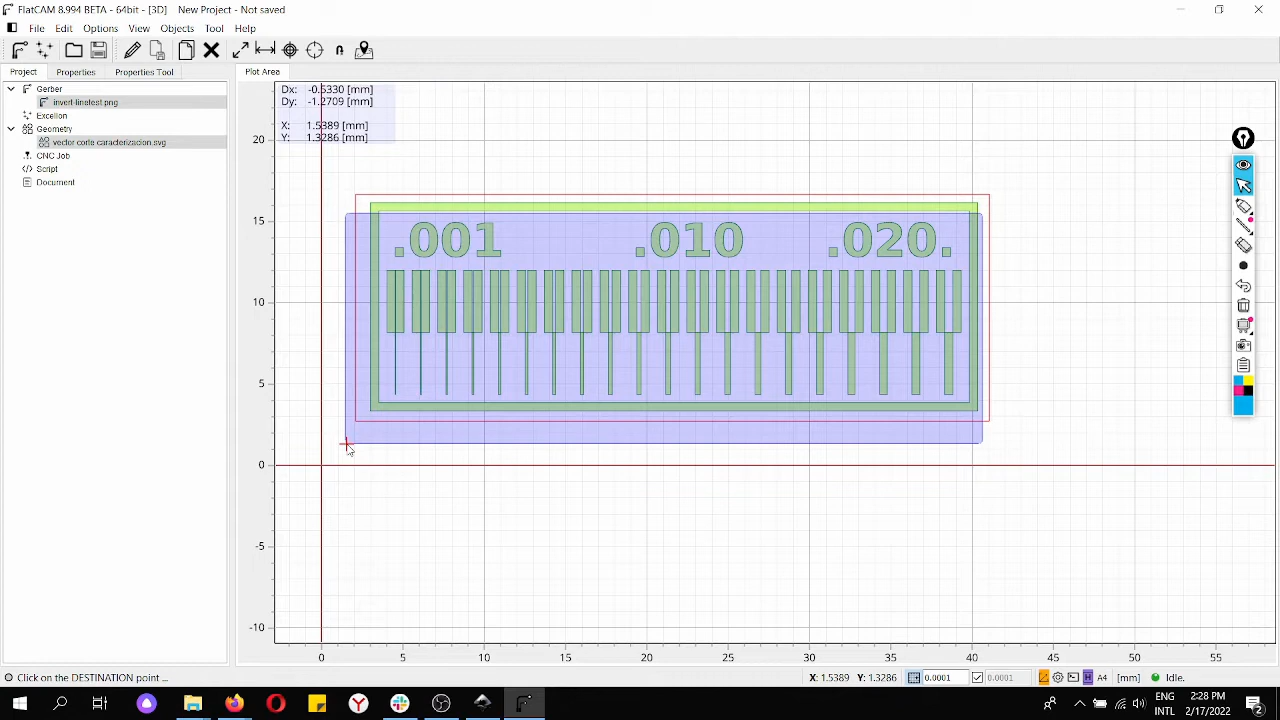 FlatCAM 8.994 BETA - 64bit - [3D]    New Project - Not saved
File Edit Options View Objects Tool Help
Project Properties Properties Tool
Plot Area
Gerber
invert-linetest.png
Excellon
Geometry
vector corte caraderizacion.svg
CNC Job
Script
Document
Dx: -0.5330 [mm]
Dy: -1.2709 [mm]
X: 1.5389 [mm]
Y: 1.3286 [mm]
20
15
10
5
0
-5
-10
.001 .010 .020.
0 5 10 15 20 25 30 35 40 45 50 55
Click on the DESTINATION point ...
X: 1.5389 Y: 1.3286 0.0001 0.0001 A4 [mm] Idle.
ENG
INTL
2:28 PM
2/17/2022
2